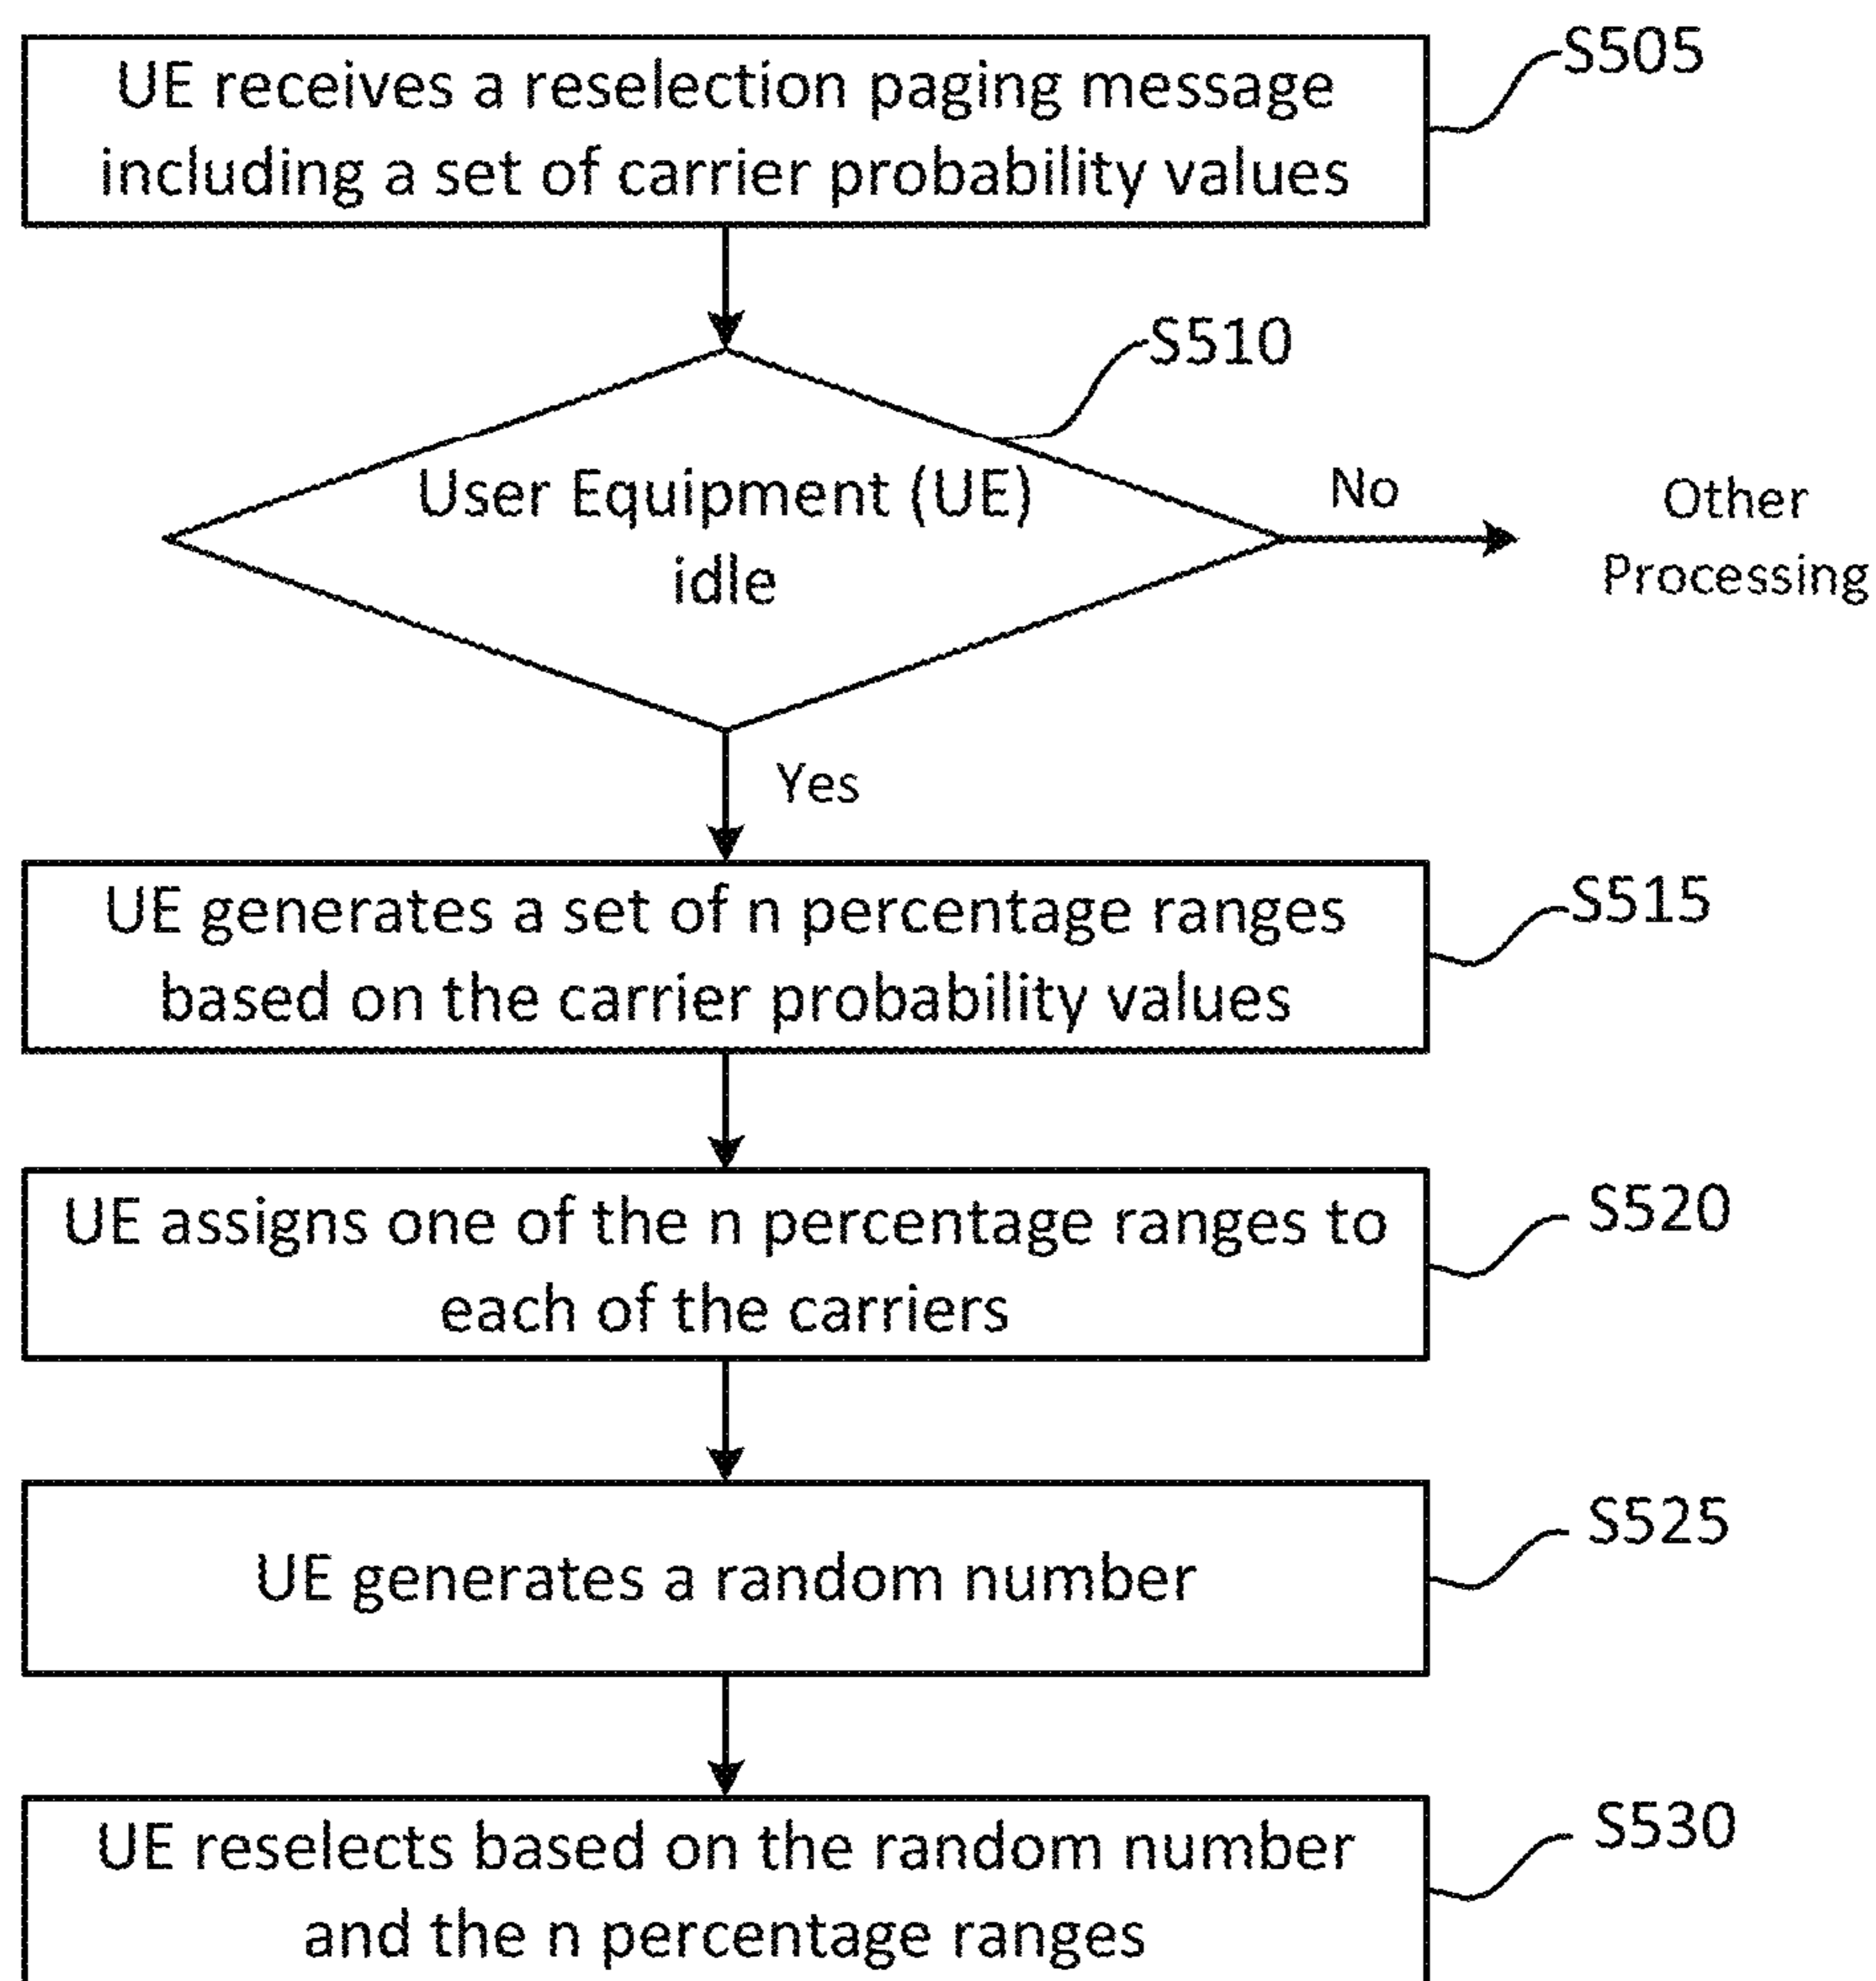 UE receives a reselection paging message
including a set of carrier probability values
S505
User Equipment (UE)
idle
S510
No
Other
Processing
Yes
UE generates a set of n percentage ranges
based on the carrier probability values
S515
UE assigns one of the n percentage ranges to
each of the carriers
S520
UE generates a random number
S525
UE reselects based on the random number
and the n percentage ranges
S530